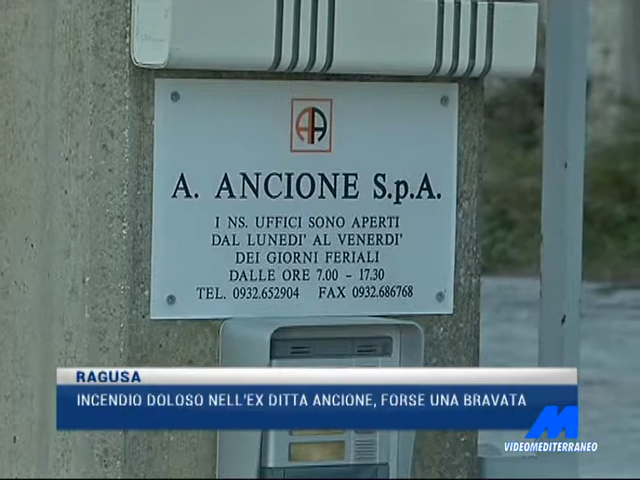 A. ANCIONE S.p.A.
I NS. UFFICI SONO APERTI
DAL LUNEDI' AL VENERDI'
DEI GIORNI FERIALI
DALLE ORE 7.00 - 17.30
TEL. 0932.652904 FAX 0932.686768
RAGUSA
INCENDIO DOLOSO NELL'EX DITTA ANCIONE, FORSE UNA BRAVATA
VIDEOMEDITERRANEO